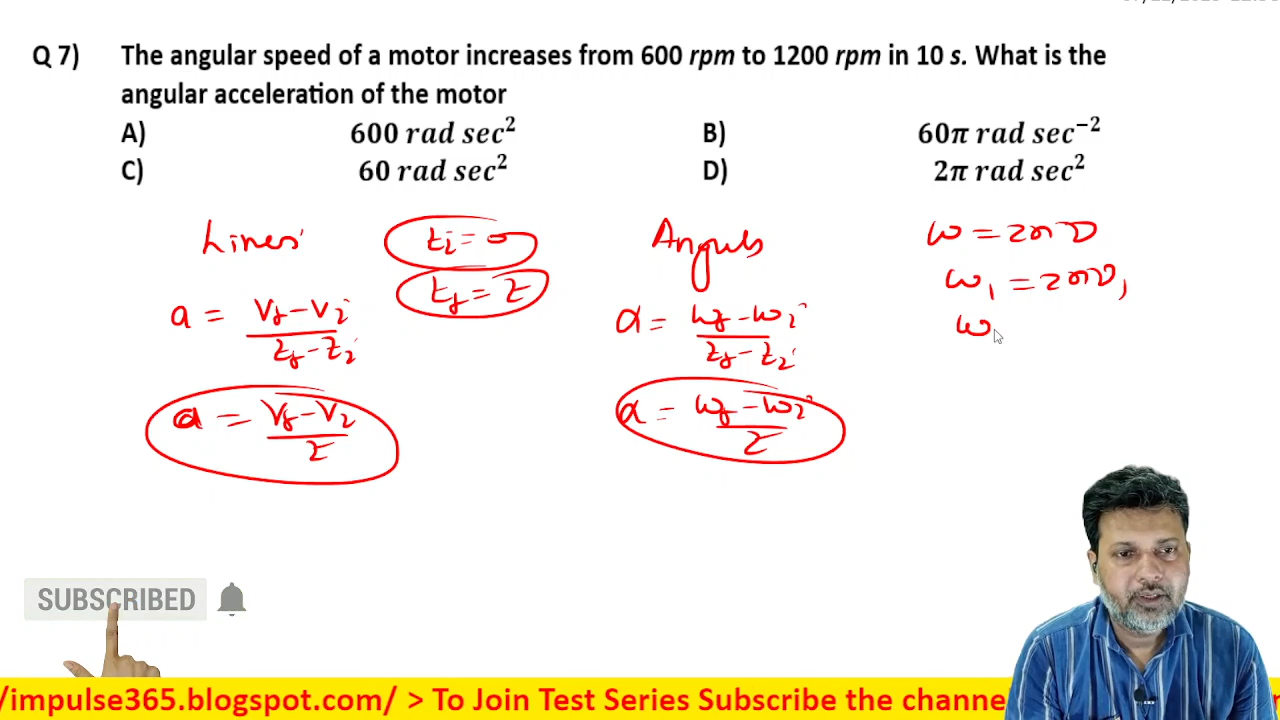 Q 7) The angular speed of a motor increases from 600 rpm to 1200 rpm in 10 s. What is the
angular acceleration of the motor
A) 600 rad sec² B) 60π rad sec⁻²
C) 60 rad sec² D) 2π rad sec²
Linear tᵢ = 0 Angular ω = 2πν
t_f = t ω₁ = 2πν₁
a = (v_f − vᵢ)/(t_f − tᵢ) α = (ω_f − ωᵢ)/(t_f − tᵢ) ω
a = (v_f − vᵢ)/t α = (ω_f − ωᵢ)/t
SUBSCRIBED
/impulse365.blogspot.com/ > To Join Test Series Subscribe the channe